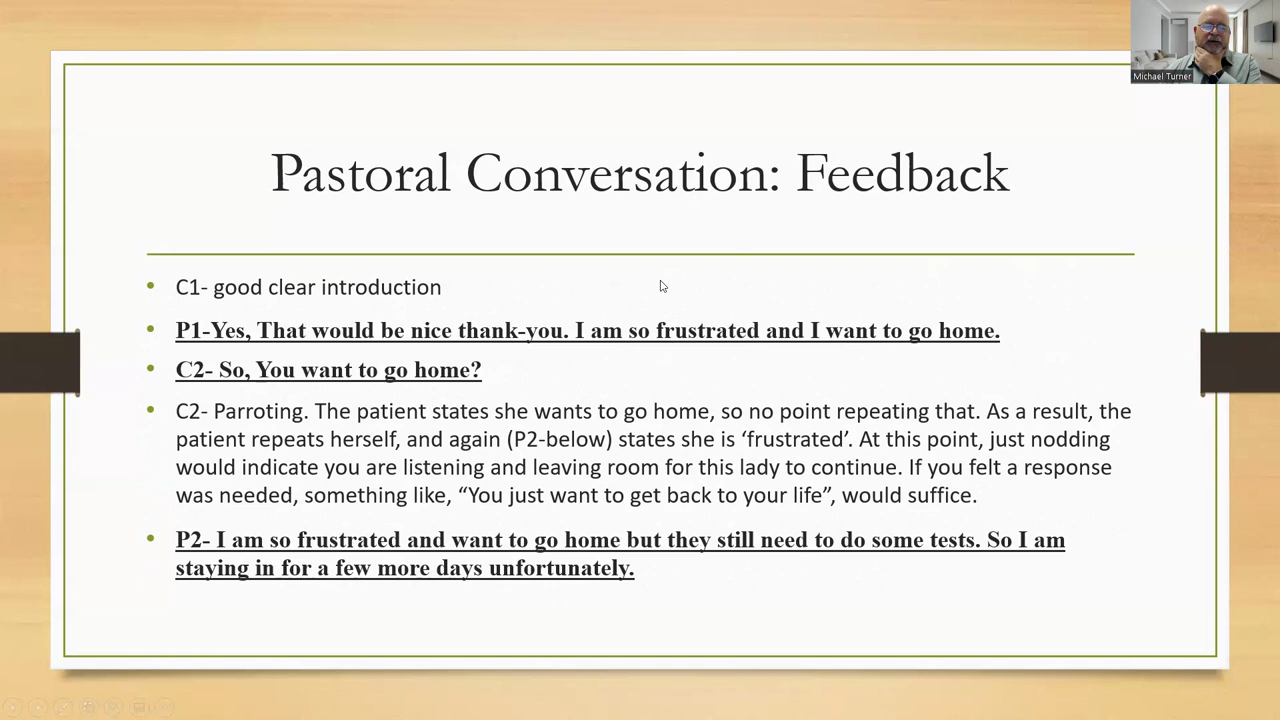 Michael Turner
Pastoral Conversation: Feedback
• C1- good clear introduction
• P1-Yes, That would be nice thank-you. I am so frustrated and I want to go home.
• C2- So, You want to go home?
• C2- Parroting. The patient states she wants to go home, so no point repeating that. As a result, the
patient repeats herself, and again (P2-below) states she is ‘frustrated’. At this point, just nodding
would indicate you are listening and leaving room for this lady to continue. If you felt a response
was needed, something like, “You just want to get back to your life”, would suffice.
• P2- I am so frustrated and want to go home but they still need to do some tests. So I am
staying in for a few more days unfortunately.